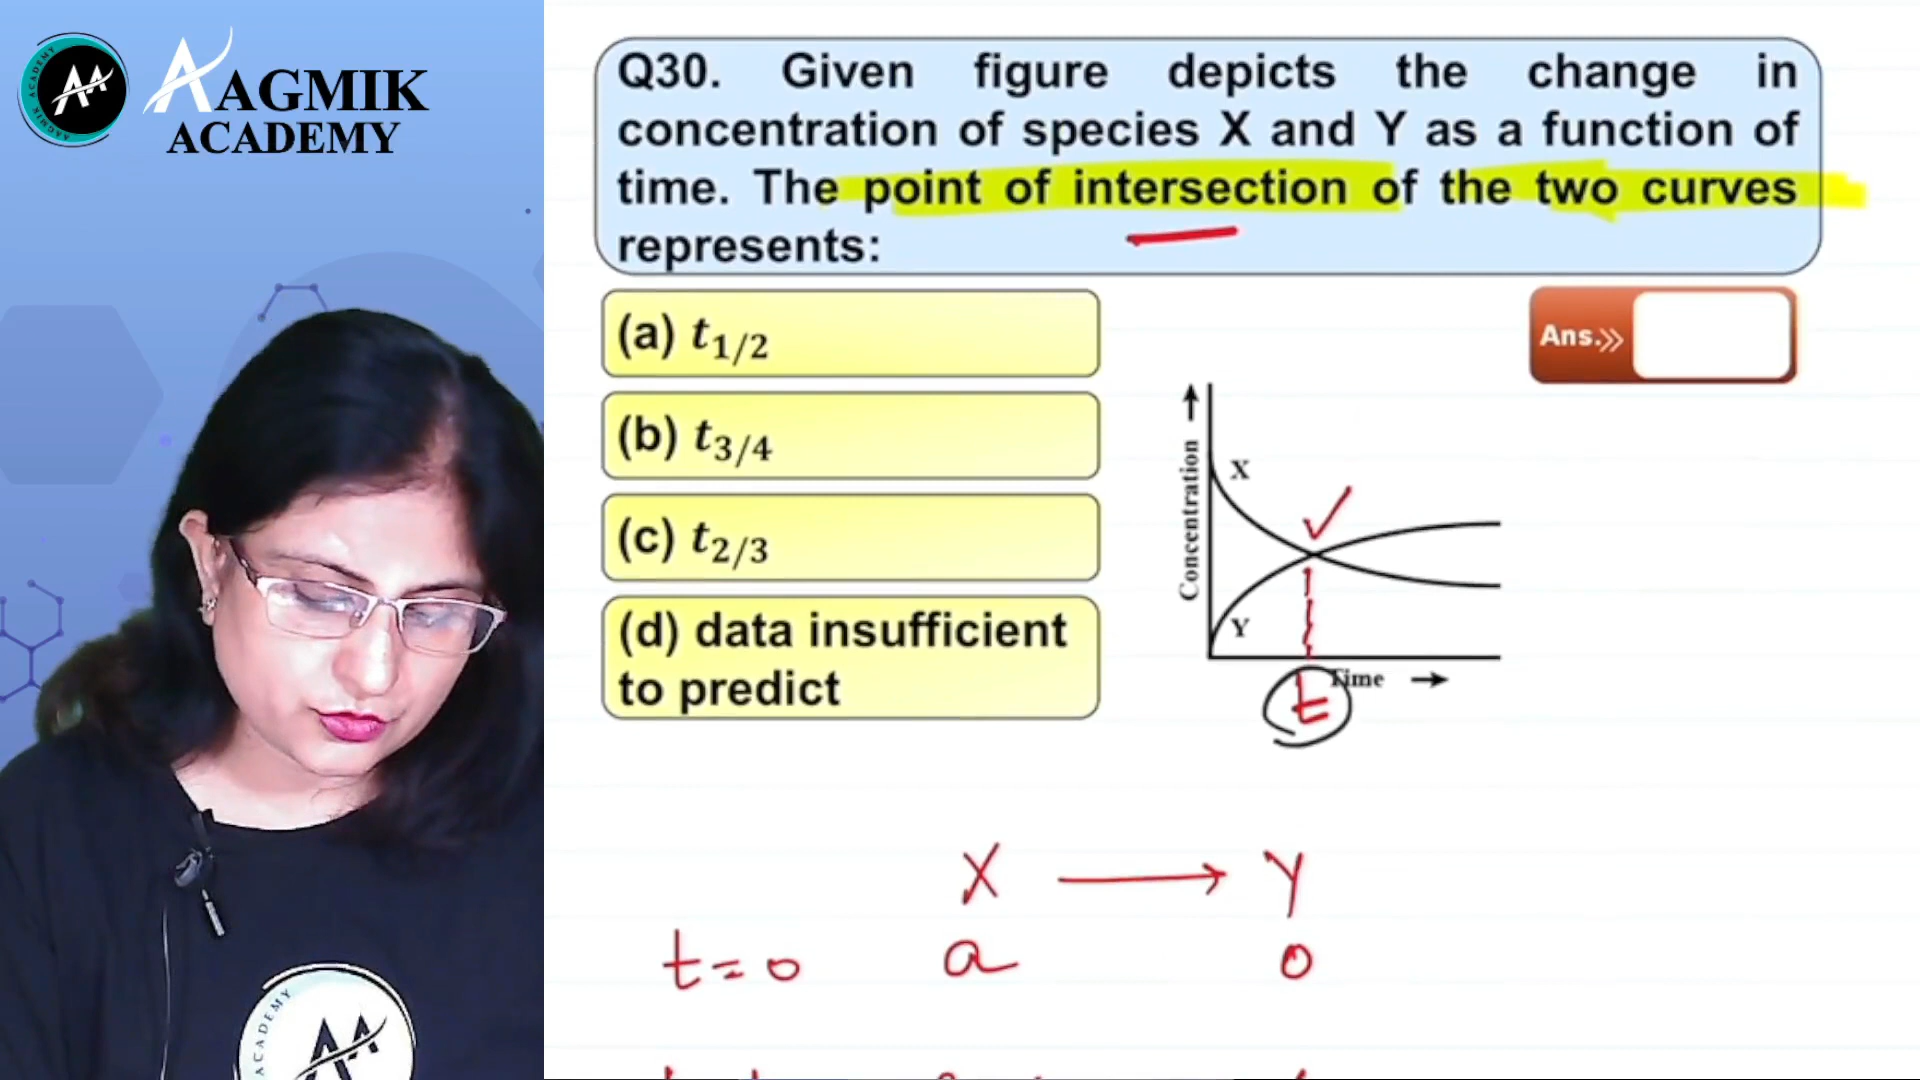 AAGMIK
ACADEMY
Q30. Given figure depicts the change in
concentration of species X and Y as a function of
time. The point of intersection of the two curves
represents:
(a) t1/2
(b) t3/4
(c) t2/3
(d) data insufficient
to predict
Ans.
Concentration
X
Y
Time
t
X → Y
t=0 a 0
ACADEMY